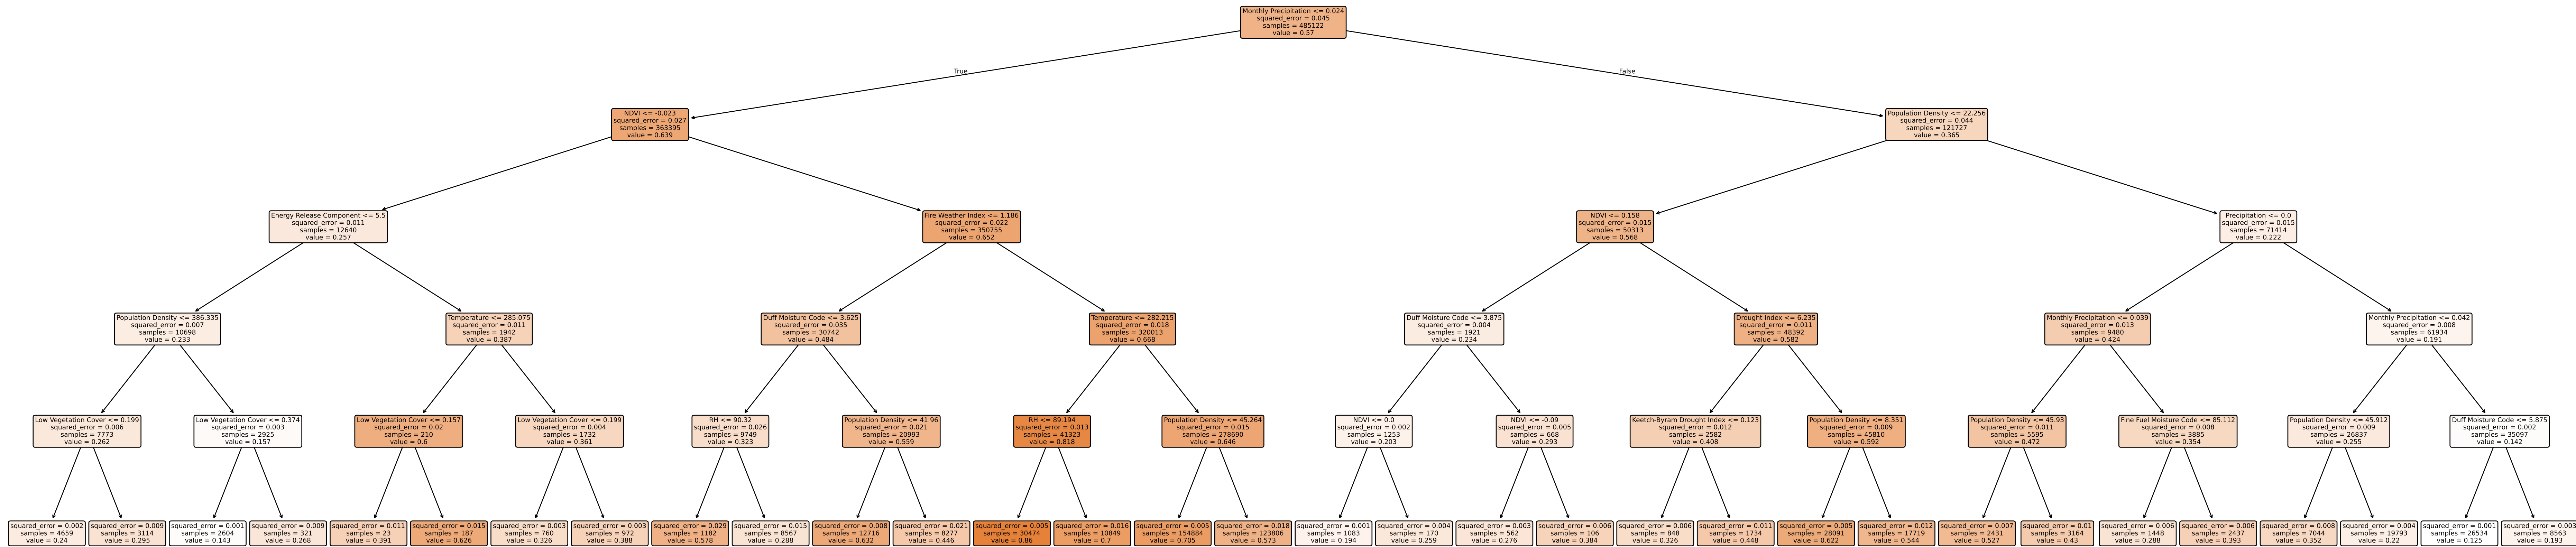 Monthly Precipitation <= 0.024
squared_error = 0.045
samples = 485122
value = 0.57
True
False
NDVI <= -0.023
squared_error = 0.027
samples = 363395
value = 0.639
Population Density <= 22.256
squared_error = 0.044
samples = 121727
value = 0.365
Energy Release Component <= 5.5
squared_error = 0.011
samples = 12640
value = 0.257
Fire Weather Index <= 1.186
squared_error = 0.022
samples = 350755
value = 0.652
NDVI <= 0.158
squared_error = 0.015
samples = 50313
value = 0.568
Precipitation <= 0.0
squared_error = 0.015
samples = 71414
value = 0.222
Population Density <= 386.335
squared_error = 0.007
samples = 10698
value = 0.233
Temperature <= 285.075
squared_error = 0.011
samples = 1942
value = 0.387
Duff Moisture Code <= 3.625
squared_error = 0.035
samples = 30742
value = 0.484
Temperature <= 282.215
squared_error = 0.018
samples = 320013
value = 0.668
Duff Moisture Code <= 3.875
squared_error = 0.004
samples = 1921
value = 0.234
Drought Index <= 6.235
squared_error = 0.011
samples = 48392
value = 0.582
Monthly Precipitation <= 0.039
squared_error = 0.013
samples = 9480
value = 0.424
Monthly Precipitation <= 0.042
squared_error = 0.008
samples = 61934
value = 0.191
Low Vegetation Cover <= 0.199
squared_error = 0.006
samples = 7773
value = 0.262
Low Vegetation Cover <= 0.374
squared_error = 0.003
samples = 2925
value = 0.157
Low Vegetation Cover <= 0.157
squared_error = 0.02
samples = 210
value = 0.6
Low Vegetation Cover <= 0.199
squared_error = 0.004
samples = 1732
value = 0.361
RH <= 90.32
squared_error = 0.026
samples = 9749
value = 0.323
Population Density <= 41.96
squared_error = 0.021
samples = 20993
value = 0.559
RH <= 89.194
squared_error = 0.013
samples = 41323
value = 0.818
Population Density <= 45.264
squared_error = 0.015
samples = 278690
value = 0.646
NDVI <= 0.0
squared_error = 0.002
samples = 1253
value = 0.203
NDVI <= -0.09
squared_error = 0.005
samples = 668
value = 0.293
Keetch-Byram Drought Index <= 0.123
squared_error = 0.012
samples = 2582
value = 0.408
Population Density <= 8.351
squared_error = 0.009
samples = 45810
value = 0.592
Population Density <= 45.93
squared_error = 0.011
samples = 5595
value = 0.472
Fine Fuel Moisture Code <= 85.112
squared_error = 0.008
samples = 3885
value = 0.354
Population Density <= 45.912
squared_error = 0.009
samples = 26837
value = 0.255
Duff Moisture Code <= 5.875
squared_error = 0.002
samples = 35097
value = 0.142
squared_error = 0.002
samples = 4659
value = 0.24
squared_error = 0.009
samples = 3114
value = 0.295
squared_error = 0.001
samples = 2604
value = 0.143
squared_error = 0.009
samples = 321
value = 0.268
squared_error = 0.011
samples = 23
value = 0.391
squared_error = 0.015
samples = 187
value = 0.626
squared_error = 0.003
samples = 760
value = 0.326
squared_error = 0.003
samples = 972
value = 0.388
squared_error = 0.029
samples = 1182
value = 0.578
squared_error = 0.015
samples = 8567
value = 0.288
squared_error = 0.008
samples = 12716
value = 0.632
squared_error = 0.021
samples = 8277
value = 0.446
squared_error = 0.005
samples = 30474
value = 0.86
squared_error = 0.016
samples = 10849
value = 0.7
squared_error = 0.005
samples = 154884
value = 0.705
squared_error = 0.018
samples = 123806
value = 0.573
squared_error = 0.001
samples = 1083
value = 0.194
squared_error = 0.004
samples = 170
value = 0.259
squared_error = 0.003
samples = 562
value = 0.276
squared_error = 0.006
samples = 106
value = 0.384
squared_error = 0.006
samples = 848
value = 0.326
squared_error = 0.011
samples = 1734
value = 0.448
squared_error = 0.005
samples = 28091
value = 0.622
squared_error = 0.012
samples = 17719
value = 0.544
squared_error = 0.007
samples = 2431
value = 0.527
squared_error = 0.01
samples = 3164
value = 0.43
squared_error = 0.006
samples = 1448
value = 0.288
squared_error = 0.006
samples = 2437
value = 0.393
squared_error = 0.008
samples = 7044
value = 0.352
squared_error = 0.004
samples = 19793
value = 0.22
squared_error = 0.001
samples = 26534
value = 0.125
squared_error = 0.003
samples = 8563
value = 0.193